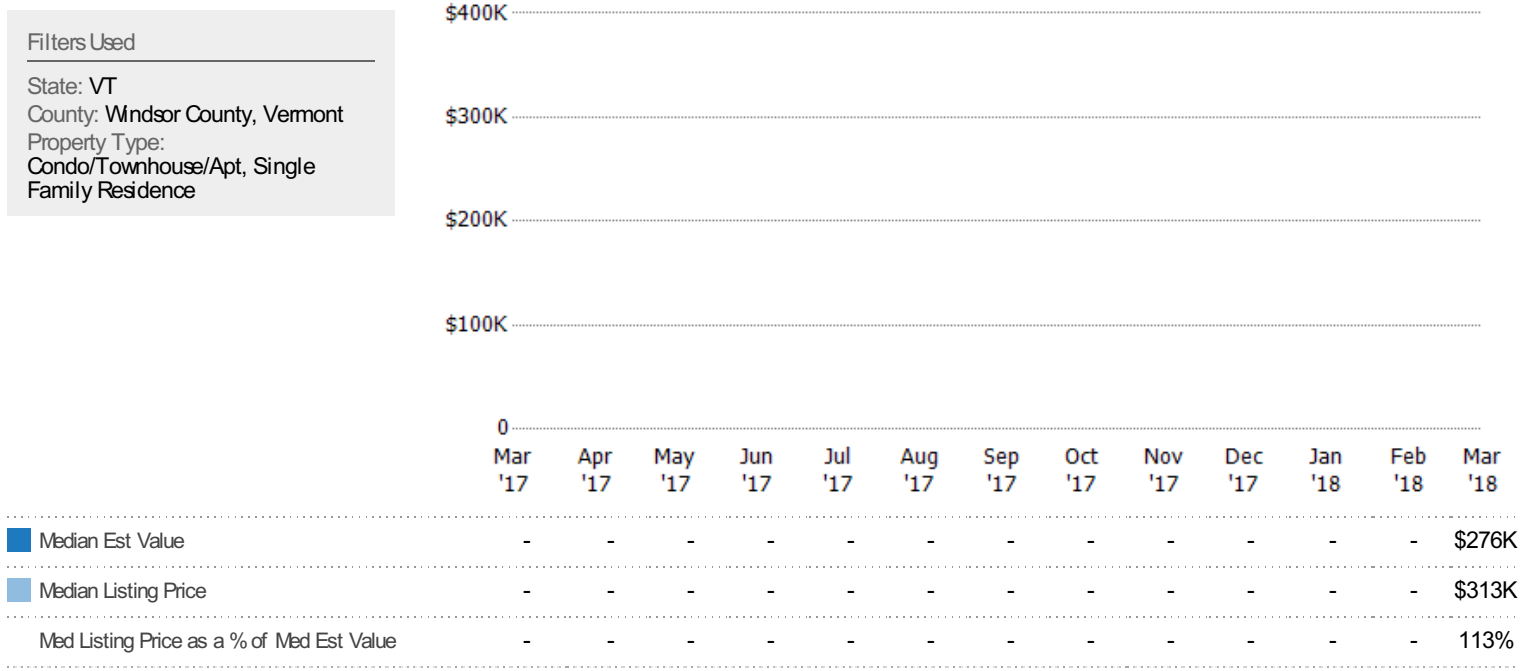 Filters Used
State: VT
County: Windsor County, Vermont
Property Type:
Condo/Townhouse/Apt, Single
Family Residence
$400K
$300K
$200K
$100K
0
Mar Apr May Jun Jul Aug Sep Oct Nov Dec Jan Feb Mar
'17 '17 '17 '17 '17 '17 '17 '17 '17 '17 '18 '18 '18
Median Est Value - - - - - - - - - - - - $276K
Median Listing Price - - - - - - - - - - - - $313K
Med Listing Price as a % of Med Est Value - - - - - - - - - - - - 113%